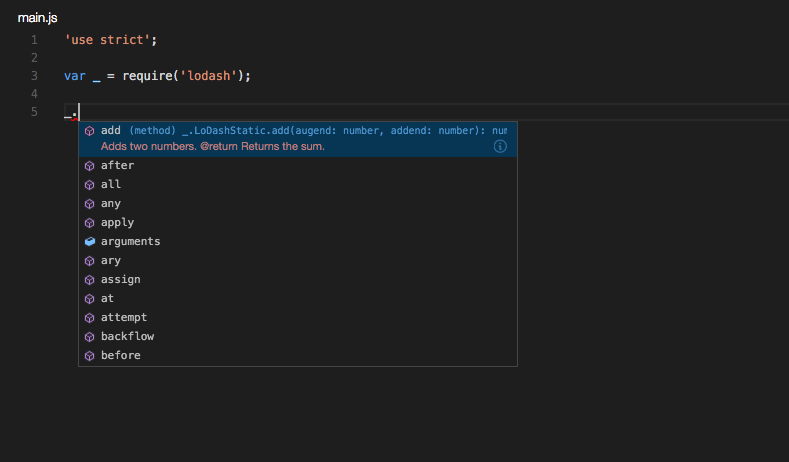 main.js
1 'use strict';
2
3 var _ = require('lodash');
4
5 _.
add (method) _.LoDashStatic.add(augend: number, addend: number): num
Adds two numbers. @return Returns the sum.
after
all
any
apply
arguments
ary
assign
at
attempt
backflow
before